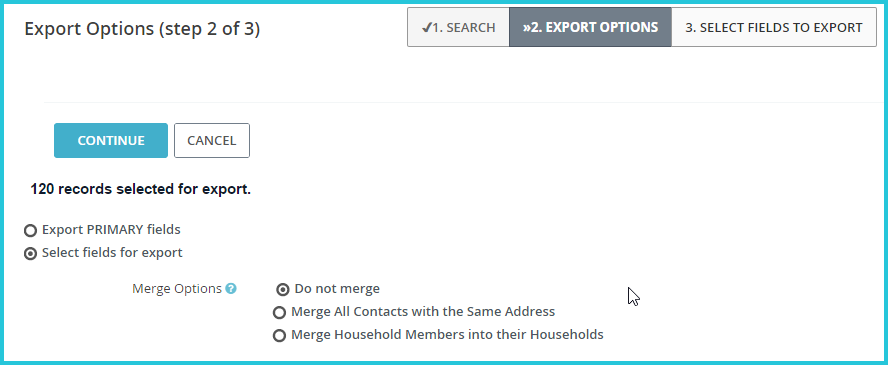 Export Options (step 2 of 3)
✔1. SEARCH
»2. EXPORT OPTIONS
3. SELECT FIELDS TO EXPORT
CONTINUE
CANCEL
120 records selected for export.
Export PRIMARY fields
Select fields for export
Merge Options ?
Do not merge
Merge All Contacts with the Same Address
Merge Household Members into their Households